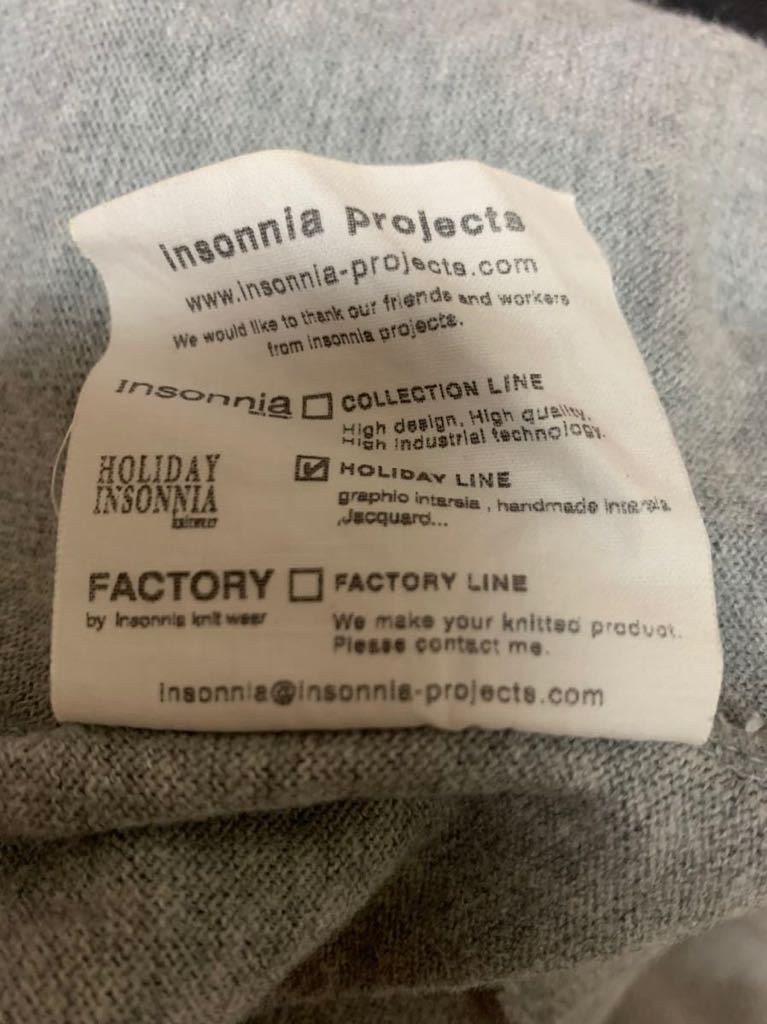 insonnia projects
www.insonnia-projects.com
We would like to thank our friends and workers
from insonnia projects.
insonnia ☐ COLLECTION LINE
High design, High quality,
High industrial technology.
HOLIDAY
INSONNIA
knitwear
☑ HOLIDAY LINE
graphic intarsia , handmade intarsia
,Jacquard...
FACTORY ☐ FACTORY LINE
by insonnia knit wear
We make your knitted product.
Please contact me.
insonnia@insonnia-projects.com